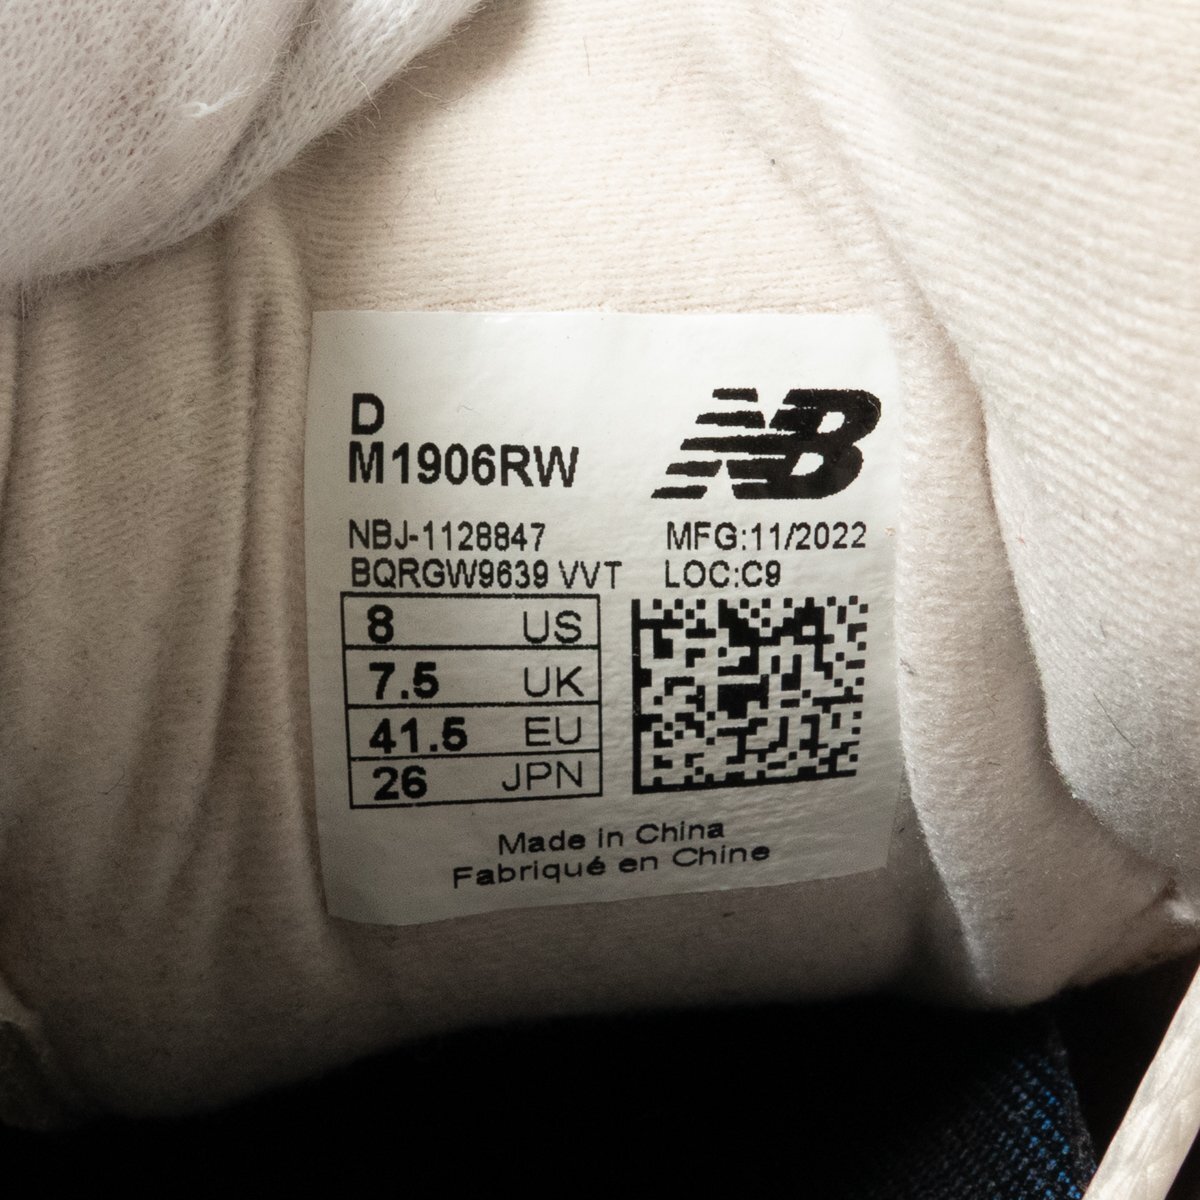 D
M1906RW
NB
NBJ-1128847
MFG:11/2022
BQRGW9639 VVT
LOC:C9
8 US
7.5 UK
41.5 EU
26 JPN
Made in China
Fabriqué en Chine